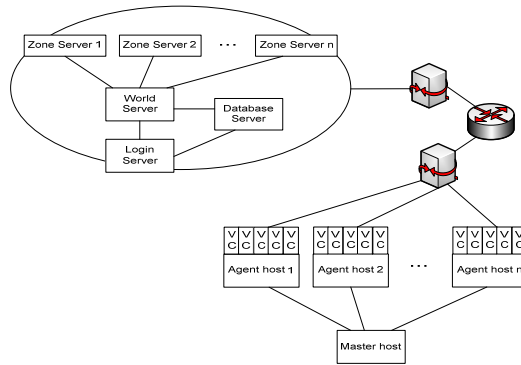 Zone Server 1
Zone Server 2
...
Zone Server n
World
Server
Database
Server
Login
Server
V V V V V
C C C C C
Agent host 1
V V V V V
C C C C C
Agent host 2
...
V V V V V
C C C C C
Agent host n
Master host